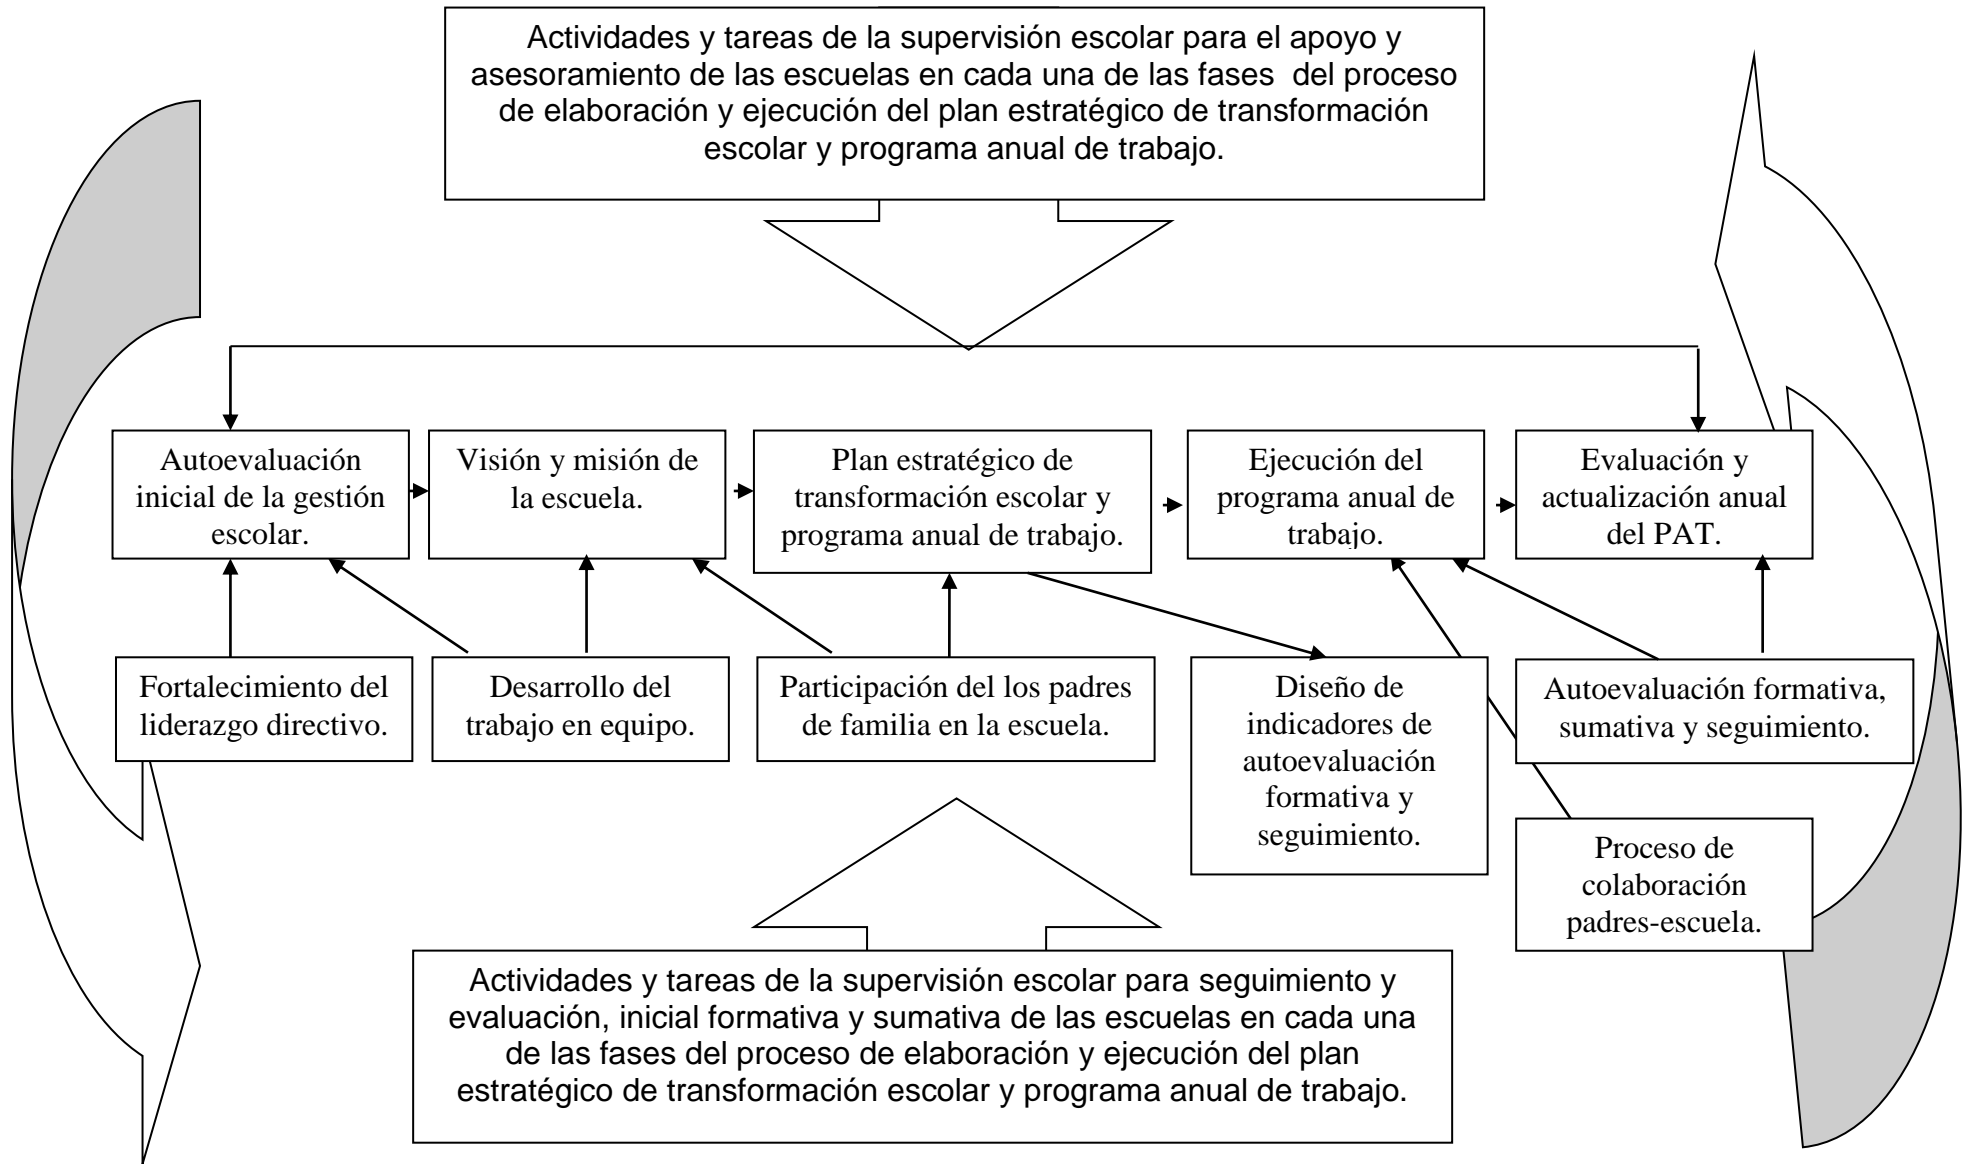 Actividades y tareas de la supervisión escolar para el apoyo y
asesoramiento de las escuelas en cada una de las fases  del proceso
de elaboración y ejecución del plan estratégico de transformación
escolar y programa anual de trabajo.
Autoevaluación
inicial de la gestión
escolar.
Visión y misión de
la escuela.
Plan estratégico de
transformación escolar y
programa anual de trabajo.
Ejecución del
programa anual de
trabajo.
Evaluación y
actualización anual
del PAT.
Fortalecimiento del
liderazgo directivo.
Desarrollo del
trabajo en equipo.
Participación del los padres
de familia en la escuela.
Diseño de
indicadores de
autoevaluación
formativa y
seguimiento.
Autoevaluación formativa,
sumativa y seguimiento.
Proceso de
colaboración
padres-escuela.
Actividades y tareas de la supervisión escolar para seguimiento y
evaluación, inicial formativa y sumativa de las escuelas en cada una
de las fases del proceso de elaboración y ejecución del plan
estratégico de transformación escolar y programa anual de trabajo.